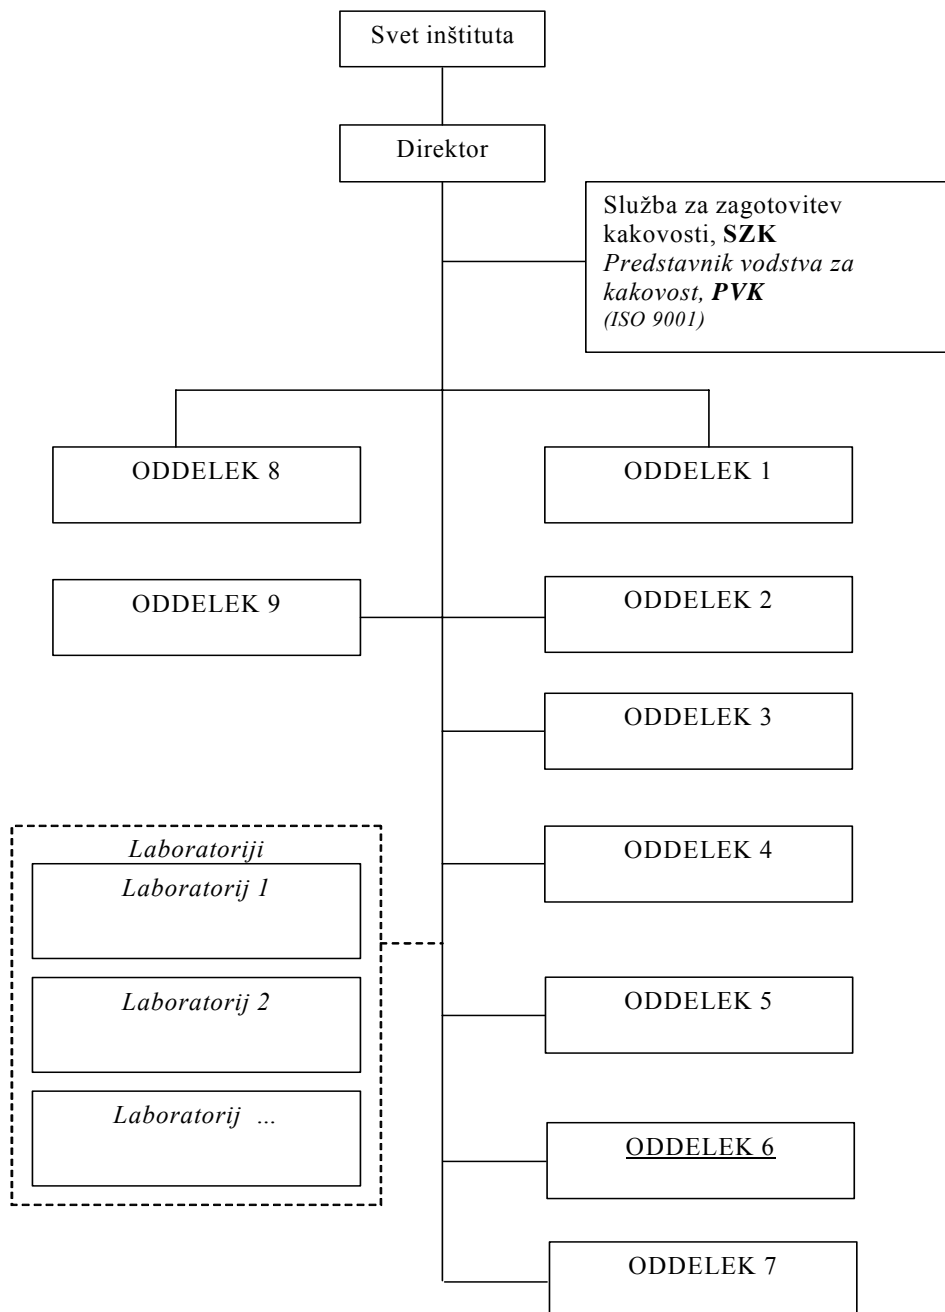 Svet inštituta
Direktor
Služba za zagotovitev
kakovosti, SZK
Predstavnik vodstva za
kakovost, PVK
(ISO 9001)
ODDELEK 8
ODDELEK 1
ODDELEK 9
ODDELEK 2
ODDELEK 3
Laboratoriji
Laboratorij 1
ODDELEK 4
Laboratorij 2
ODDELEK 5
Laboratorij ...
ODDELEK 6
ODDELEK 7